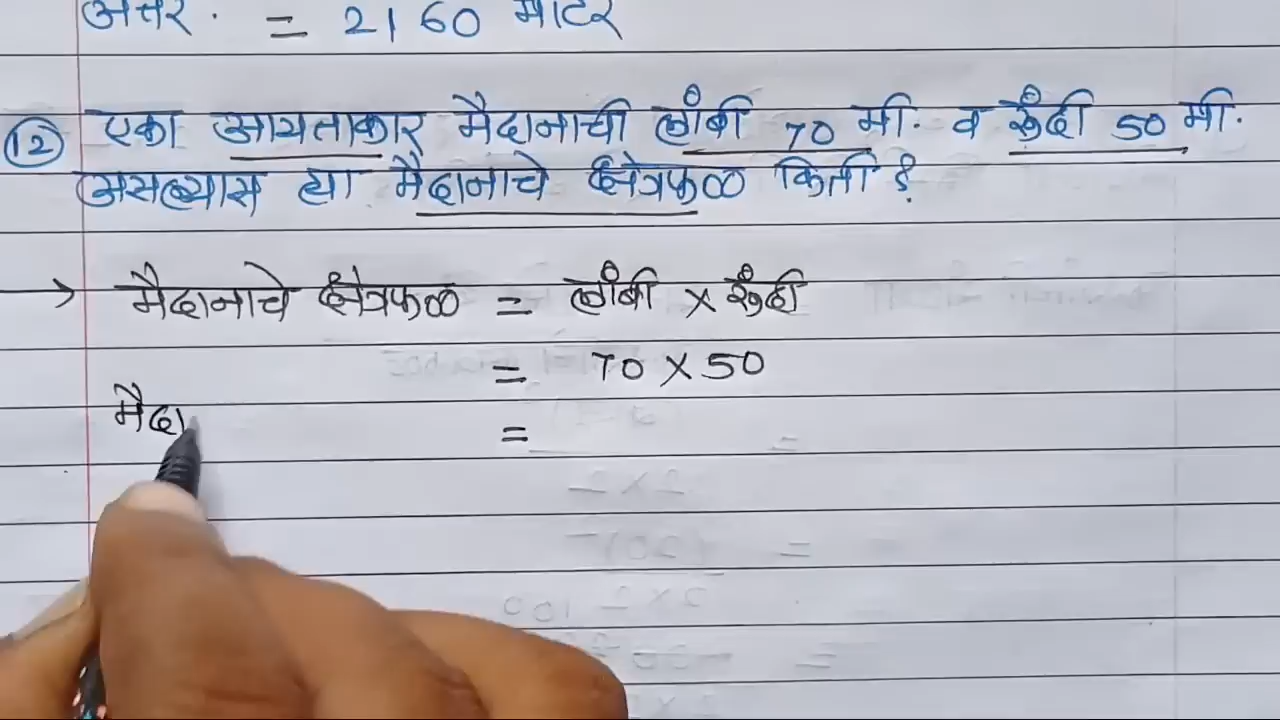 उत्तर. = 2160 मीटर
(12) एका आयताकार मैदानाची लांबी 70 मी. व रुंदी 50 मी.
असल्यास त्या मैदानाचे क्षेत्रफळ किती?
→ मैदानाचे क्षेत्रफळ = लांबी × रुंदी
= 70 × 50
मैदा =